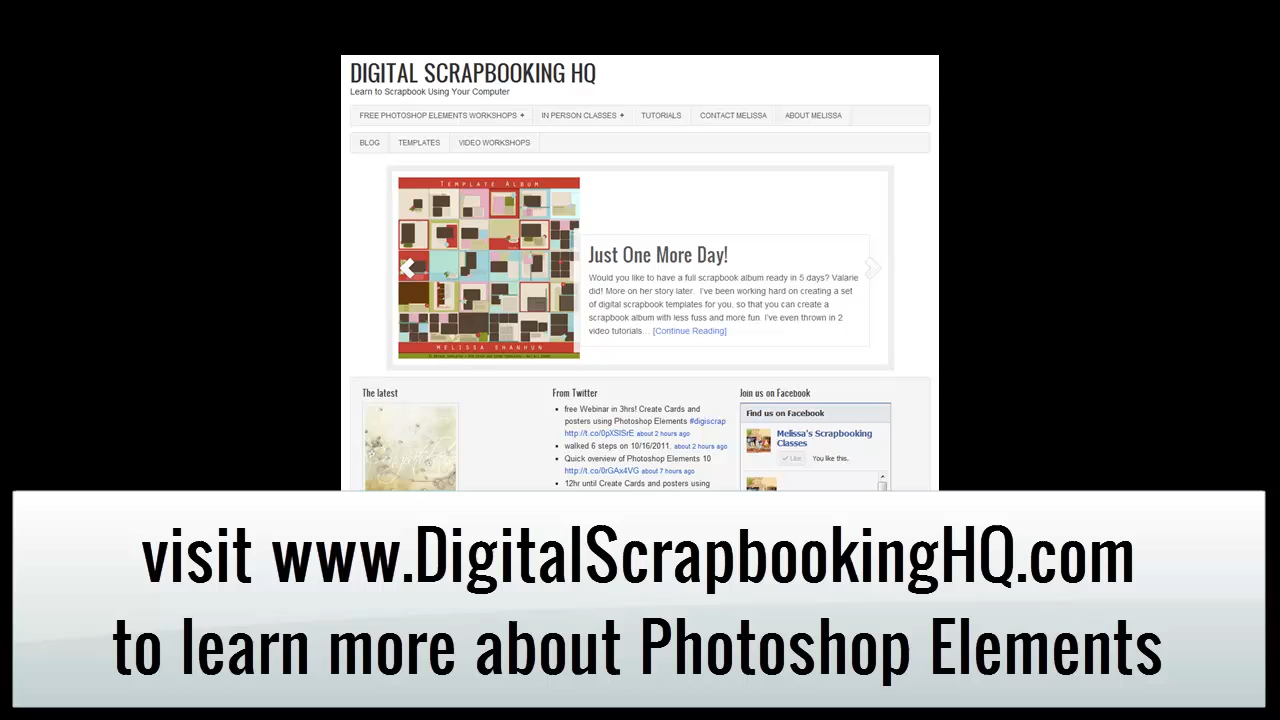 DIGITAL SCRAPBOOKING HQ
Learn to Scrapbook Using Your Computer
FREE PHOTOSHOP ELEMENTS WORKSHOPS
IN PERSON CLASSES
TUTORIALS
CONTACT MELISSA
ABOUT MELISSA
BLOG
TEMPLATES
VIDEO WORKSHOPS
TEMPLATE ALBUM
MELISSA SHANHUN
Just One More Day!
Would you like to have a full scrapbook album ready in 5 days? Valarie
did! More on her story later. I've been working hard on creating a set
of digital scrapbook templates for you, so that you can create a
scrapbook album with less fuss and more fun. I've even thrown in 2
video tutorials... [Continue Reading]
The latest
From Twitter
free Webinar in 3hrs! Create Cards and
posters using Photoshop Elements #digiscrap
http://t.co/0pXSlSrE about 2 hours ago
walked 6 steps on 10/16/2011. about 2 hours ago
Quick overview of Photoshop Elements 10
http://t.co/0rGAx4VG about 7 hours ago
12hr until Create Cards and posters using
Join us on Facebook
Find us on Facebook
Melissa's Scrapbooking
Classes
Like
You like this.
visit www.DigitalScrapbookingHQ.com
to learn more about Photoshop Elements